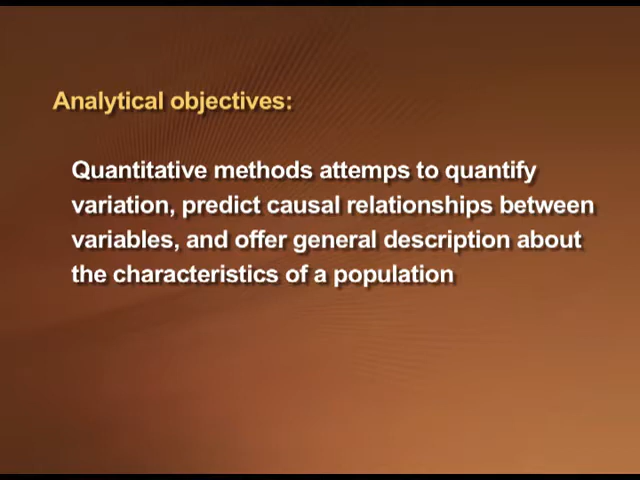 Analytical objectives:
Quantitative methods attemps to quantify
variation, predict causal relationships between
variables, and offer general description about
the characteristics of a population